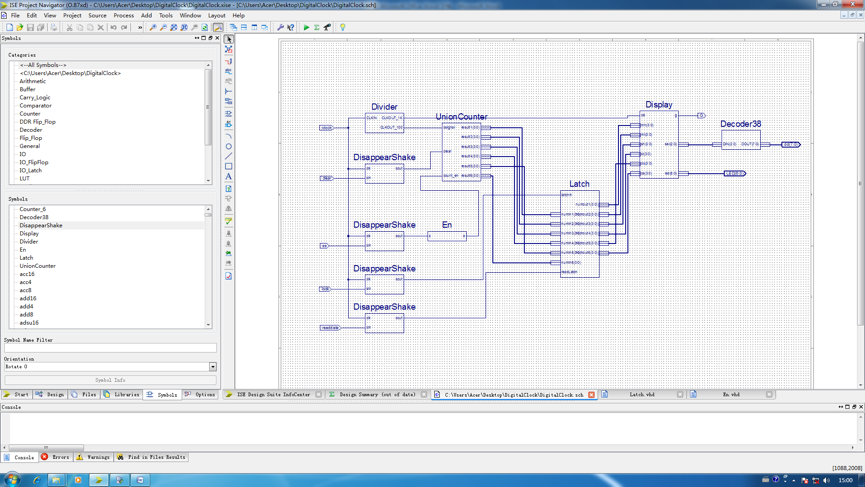 ISE Project Navigator (O.87xd) - C:\Users\Acer\Desktop\DigitalClock\DigitalClock.xise - [C:\Users\Acer\Desktop\DigitalClock\DigitalClock.sch]
File Edit View Project Source Process Add Tools Window Layout Help
Symbols
Categories
<--All Symbols-->
<C:\Users\Acer\Desktop\DigitalClock>
Arithmetic
Buffer
Carry_Logic
Comparator
Counter
DDR Flip_Flop
Decoder
Flip_Flop
General
IO
IO_FlipFlop
IO_Latch
LUT
Symbols
Counter_6
Decoder38
DisappearShake
Display
Divider
En
Latch
UnionCounter
acc16
acc4
acc8
add16
add4
add8
adsu16
Symbol Name Filter
Orientation
Rotate 0
Symbol Info
Start Design Files Libraries Symbols Options
Divider
UnionCounter
Display
Decoder38
DisappearShake
Latch
DisappearShake
En
DisappearShake
DisappearShake
ISE Design Suite InfoCenter
Design Summary (out of date)
C:\Users\Acer\Desktop\DigitalClock\DigitalClock.sch
Latch.vhd
En.vhd
Console
Console Errors Warnings Find in Files Results
[1088,2008]
15:00